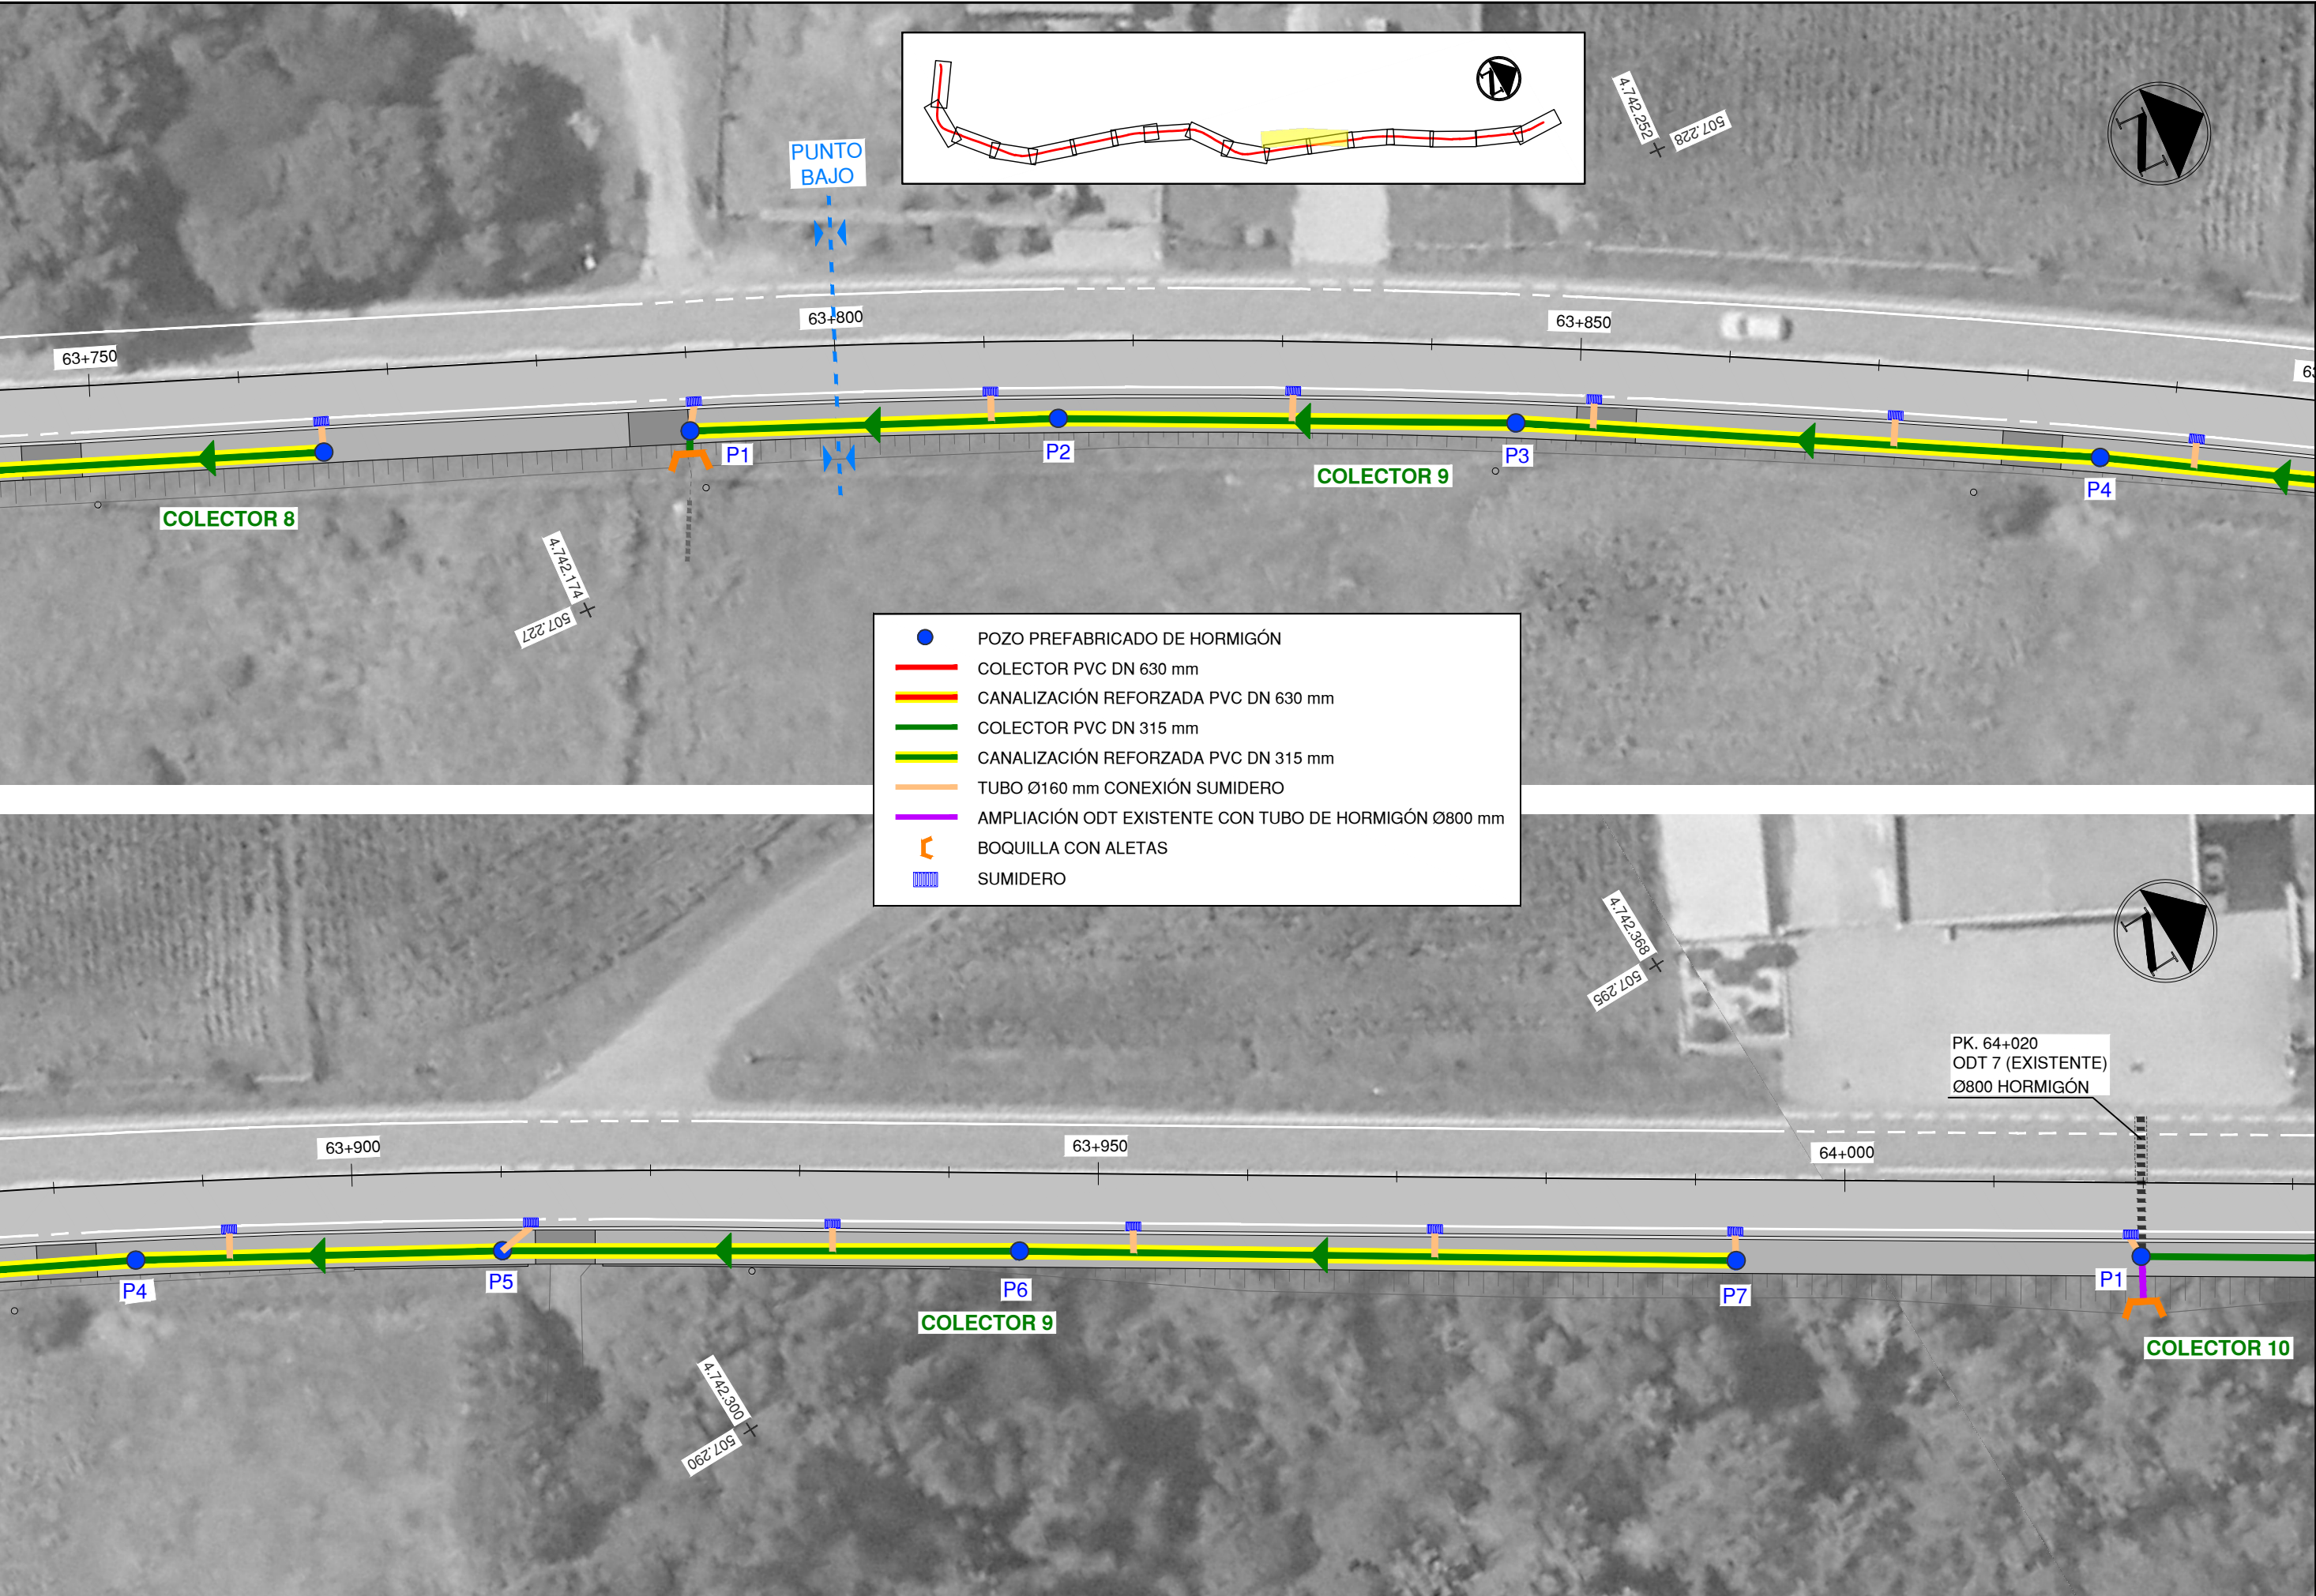 PUNTO
BAJO
4.742.252
507.228
63+750
63+800
63+850
63
P1
P2
P3
P4
COLECTOR 8
COLECTOR 9
4.742.174
507.227
POZO PREFABRICADO DE HORMIGÓN
COLECTOR PVC DN 630 mm
CANALIZACIÓN REFORZADA PVC DN 630 mm
COLECTOR PVC DN 315 mm
CANALIZACIÓN REFORZADA PVC DN 315 mm
TUBO Ø160 mm CONEXIÓN SUMIDERO
AMPLIACIÓN ODT EXISTENTE CON TUBO DE HORMIGÓN Ø800 mm
BOQUILLA CON ALETAS
SUMIDERO
4.742.368
507.295
PK. 64+020
ODT 7 (EXISTENTE)
Ø800 HORMIGÓN
63+900
63+950
64+000
P4
P5
P6
P7
P1
COLECTOR 9
COLECTOR 10
4.742.300
507.290